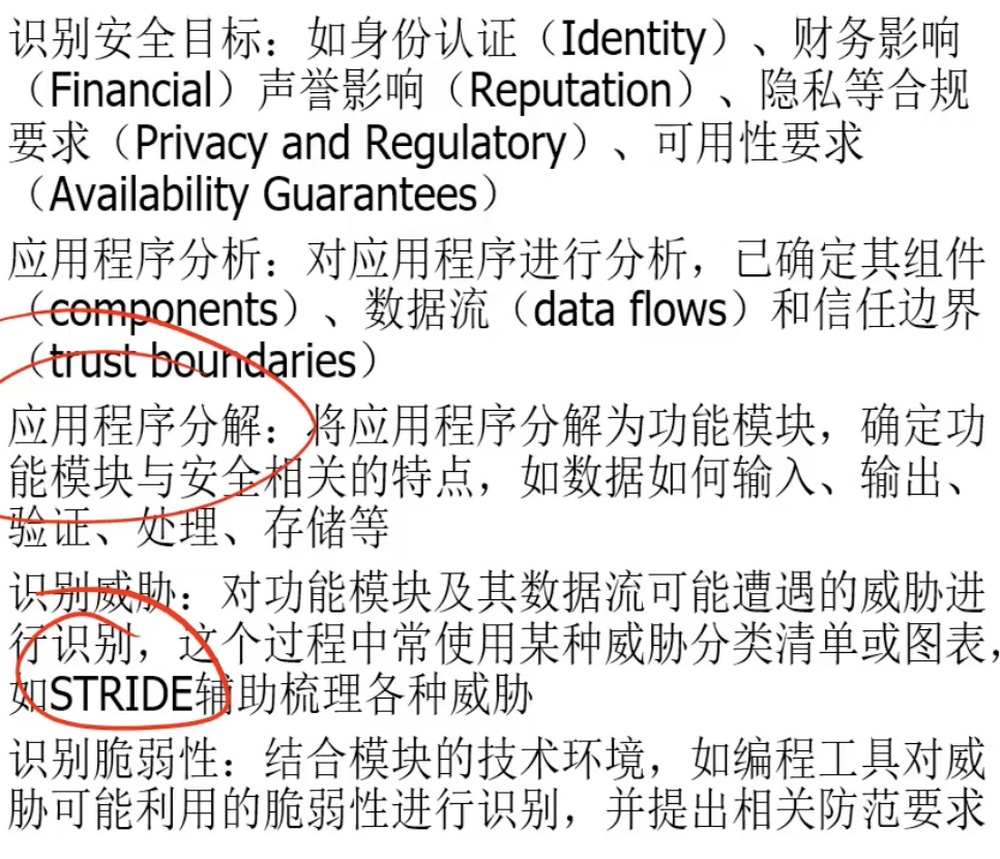 识别安全目标：如身份认证（Identity）、财务影响
（Financial）声誉影响（Reputation）、隐私等合规
要求（Privacy and Regulatory）、可用性要求
（Availability Guarantees）
应用程序分析：对应用程序进行分析，已确定其组件
（components）、数据流（data flows）和信任边界
（trust boundaries）
应用程序分解：将应用程序分解为功能模块，确定功
能模块与安全相关的特点，如数据如何输入、输出、
验证、处理、存储等
识别威胁：对功能模块及其数据流可能遭遇的威胁进
行识别，这个过程中常使用某种威胁分类清单或图表，
如STRIDE辅助梳理各种威胁
识别脆弱性：结合模块的技术环境，如编程工具对威
胁可能利用的脆弱性进行识别，并提出相关防范要求